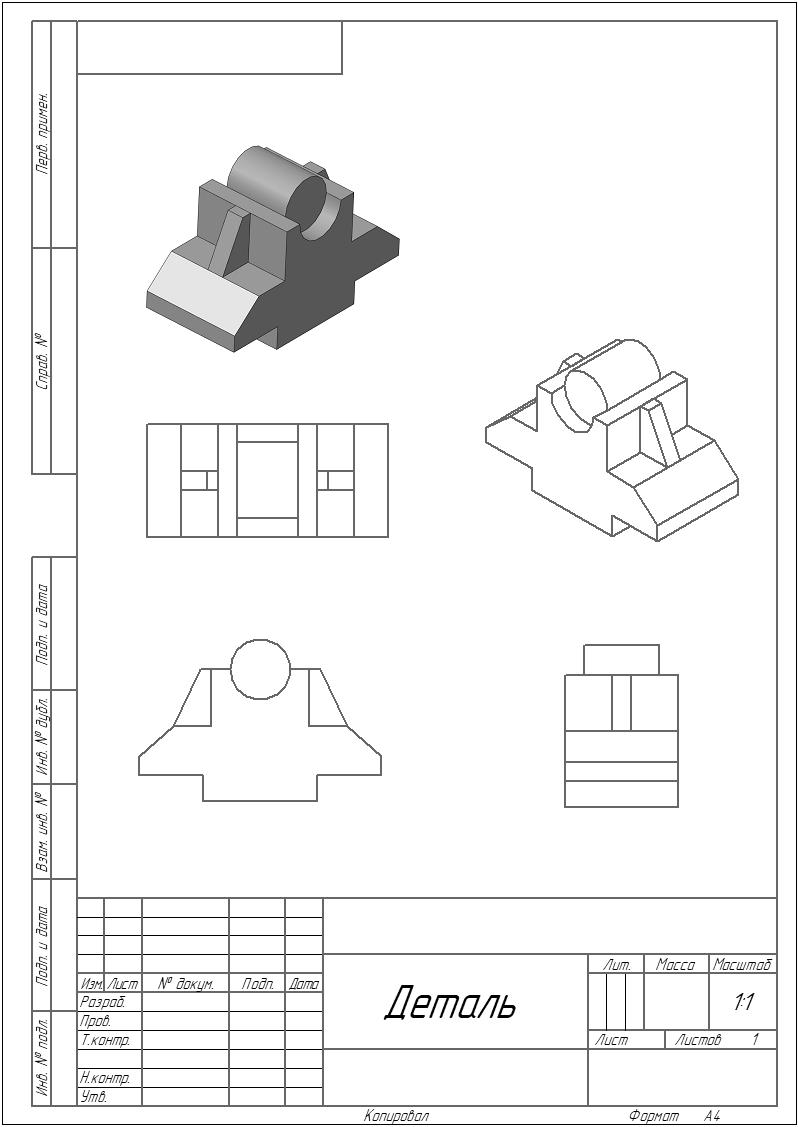 Перв. примен.
Справ. №
Подп. и дата
Инв. № дубл.
Взам. инв. №
Подп. и дата
Инв. № подл.
Изм. Лист № докум. Подп. Дата
Разраб.
Пров.
Т.контр.
Н.контр.
Утв.
Деталь
Лит. Масса Масштаб
1:1
Лист Листов 1
Копировал Формат А4